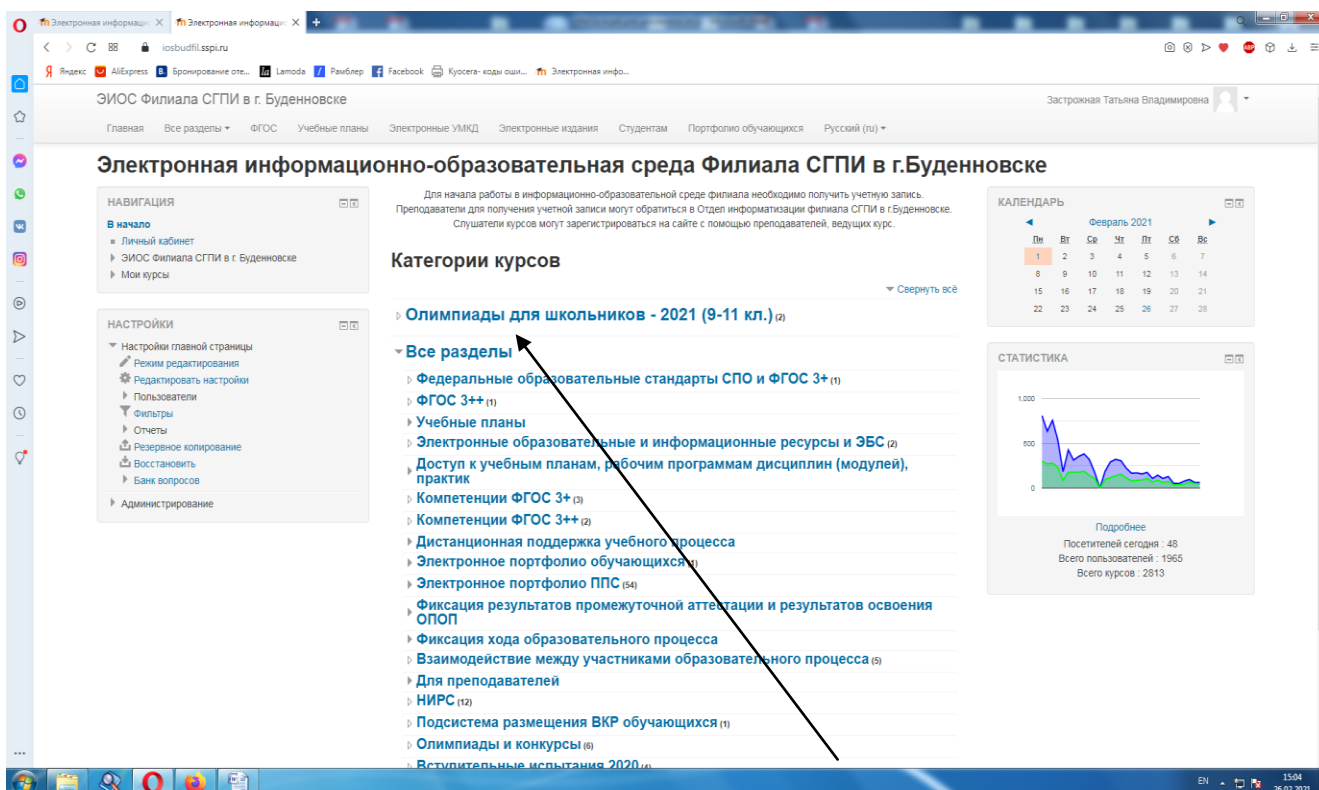 Электронная информацио
Электронная информацио
iosbudfil.sspi.ru
Яндекс
AliExpress
Бронирование оте...
Lamoda
Рамблер
Facebook
Kyocera- коды оши...
Электронная инфо...
ЭИОС Филиала СГПИ в г. Буденновске
Застрожная Татьяна Владимировна
Главная Все разделы ФГОС Учебные планы Электронные УМКД Электронные издания Студентам Портфолио обучающихся Русский (ru)
Электронная информационно-образовательная среда Филиала СГПИ в г.Буденновске
НАВИГАЦИЯ
В начало
Личный кабинет
ЭИОС Филиала СГПИ в г. Буденновске
Мои курсы
НАСТРОЙКИ
Настройки главной страницы
Режим редактирования
Редактировать настройки
Пользователи
Фильтры
Отчеты
Резервное копирование
Восстановить
Банк вопросов
Администрирование
Для начала работы в информационно-образовательной среде филиала необходимо получить учетную запись.
Преподаватели для получения учетной записи могут обратиться в Отдел информатизации филиала СГПИ в г.Буденновске.
Слушатели курсов могут зарегистрироваться на сайте с помощью преподавателей, ведущих курс.
Категории курсов
Свернуть всё
Олимпиады для школьников - 2021 (9-11 кл.) (2)
Все разделы
Федеральные образовательные стандарты СПО и ФГОС 3+ (1)
ФГОС 3++ (1)
Учебные планы
Электронные образовательные и информационные ресурсы и ЭБС (2)
Доступ к учебным планам, рабочим программам дисциплин (модулей),
практик
Компетенции ФГОС 3+ (3)
Компетенции ФГОС 3++ (2)
Дистанционная поддержка учебного процесса
Электронное портфолио обучающихся (1)
Электронное портфолио ППС (54)
Фиксация результатов промежуточной аттестации и результатов освоения
ОПОП
Фиксация хода образовательного процесса
Взаимодействие между участниками образовательного процесса (5)
Для преподавателей
НИРС (12)
Подсистема размещения ВКР обучающихся (1)
Олимпиады и конкурсы (6)
Вступительные испытания 2020 (4)
КАЛЕНДАРЬ
Февраль 2021
Пн Вт Ср Чт Пт Сб Вс
1 2 3 4 5 6 7
8 9 10 11 12 13 14
15 16 17 18 19 20 21
22 23 24 25 26 27 28
СТАТИСТИКА
1,000
500
0
Подробнее
Посетителей сегодня : 48
Всего пользователей : 1965
Всего курсов : 2813
EN
15:04
26.02.2021